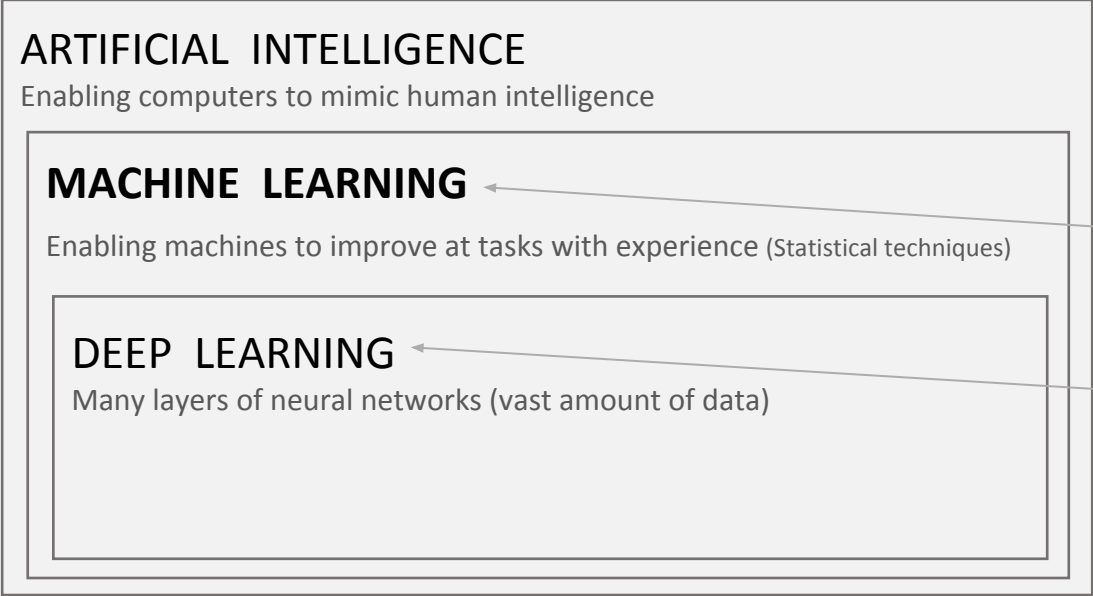 ARTIFICIAL INTELLIGENCE
Enabling computers to mimic human intelligence
MACHINE LEARNING
Enabling machines to improve at tasks with experience (Statistical techniques)
DEEP LEARNING
Many layers of neural networks (vast amount of data)